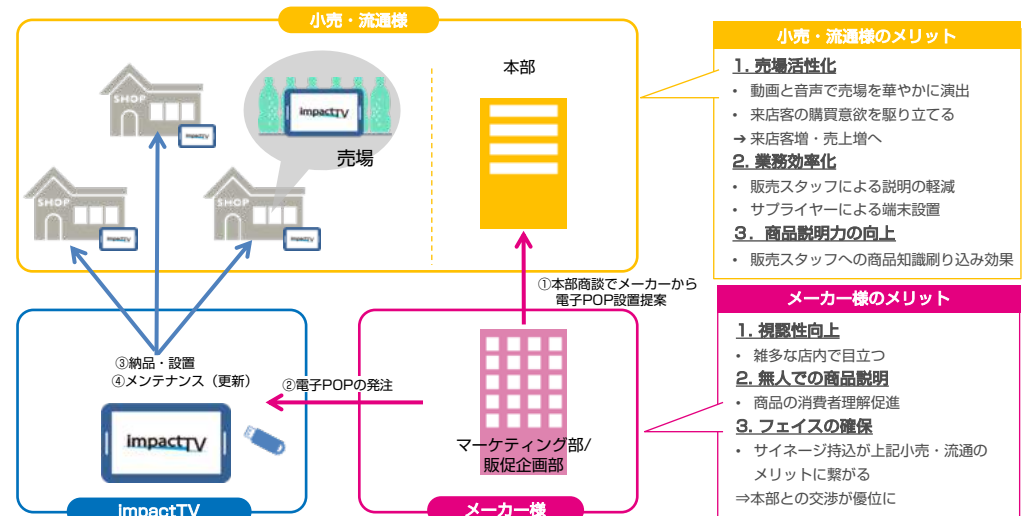 小売・流通様
SHOP
impactTV
impactTV
売場
本部
SHOP
impactTV
SHOP
impactTV
①本部商談でメーカーから
電子POP設置提案
③納品・設置
④メンテナンス（更新）
②電子POPの発注
impactTV
マーケティング部/
販促企画部
impactTV
メーカー様
小売・流通様のメリット
1. 売場活性化
• 動画と音声で売場を華やかに演出
• 来店客の購買意欲を駆り立てる
→ 来店客増・売上増へ
2. 業務効率化
• 販売スタッフによる説明の軽減
• サプライヤーによる端末設置
3．商品説明力の向上
• 販売スタッフへの商品知識刷り込み効果
メーカー様のメリット
1. 視認性向上
• 雑多な店内で目立つ
2. 無人での商品説明
• 商品の消費者理解促進
3. フェイスの確保
• サイネージ持込が上記小売・流通の
メリットに繋がる
⇒本部との交渉が優位に